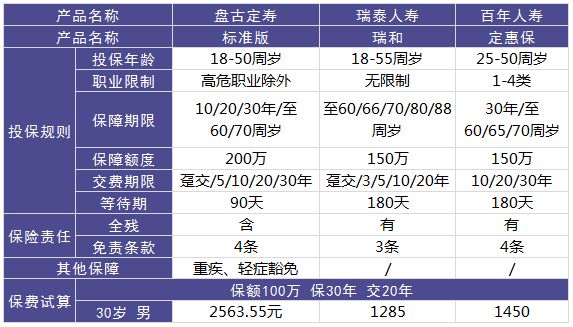 产品名称 盘古定寿 瑞泰人寿 百年人寿
产品名称 标准版 瑞和 定惠保
投保规则
投保年龄 18-50周岁 18-55周岁 25-50周岁
职业限制 高危职业除外 无限制 1-4类
保障期限 10/20/30年/至 至60/66/70/80/88 30年/至
60/70周岁 周岁 60/65/70周岁
保障额度 200万 150万 150万
交费期限 趸交/5/10/20/30年 趸交/3/5/10/20年 10/20/30年
等待期 90天 180天 180天
保险责任
全残 含 有 有
免责条款 4条 3条 4条
其他保障 重疾、轻症豁免 / /
保费试算
保额100万 保30年 交20年
30岁 男 2563.55元 1285 1450